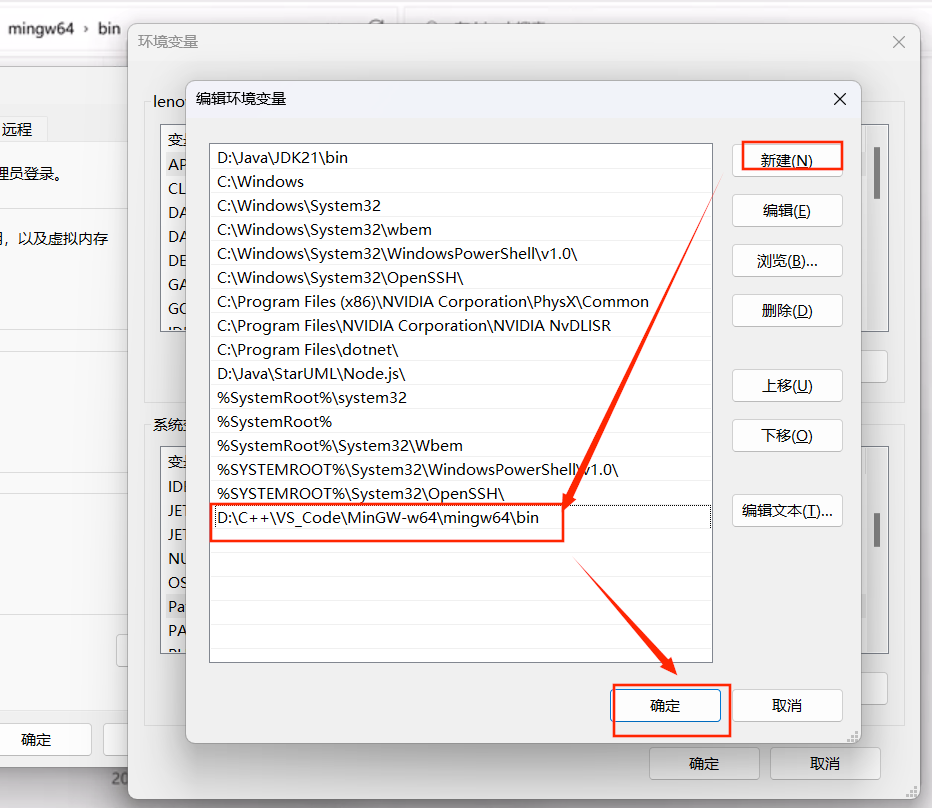 mingw64 › bin
环境变量
远程
理员登录。
以及虚拟内存
确定
编辑环境变量
D:\Java\JDK21\bin
C:\Windows
C:\Windows\System32
C:\Windows\System32\wbem
C:\Windows\System32\WindowsPowerShell\v1.0\
C:\Windows\System32\OpenSSH\
C:\Program Files (x86)\NVIDIA Corporation\PhysX\Common
C:\Program Files\NVIDIA Corporation\NVIDIA NvDLISR
C:\Program Files\dotnet\
D:\Java\StarUML\Node.js\
%SystemRoot%\system32
%SystemRoot%
%SystemRoot%\System32\Wbem
%SYSTEMROOT%\System32\WindowsPowerShell\v1.0\
%SYSTEMROOT%\System32\OpenSSH\
D:\C++\VS_Code\MinGW-w64\mingw64\bin
新建(N)
编辑(E)
浏览(B)...
删除(D)
上移(U)
下移(O)
编辑文本(T)...
确定
取消
leno
AP
CL
DA
DA
DE
GA
GC
系统
IDE
JET
JET
NU
OS
Pa
PA
确定
取消